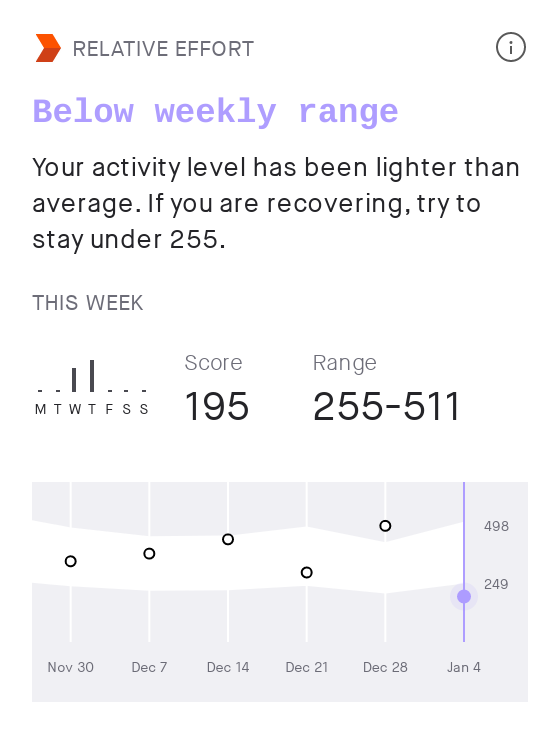 RELATIVE EFFORT
Below weekly range
Your activity level has been lighter than
average. If you are recovering, try to
stay under 255.
THIS WEEK
M T W T F S S
Score
195
Range
255-511
498
249
Nov 30 Dec 7 Dec 14 Dec 21 Dec 28 Jan 4